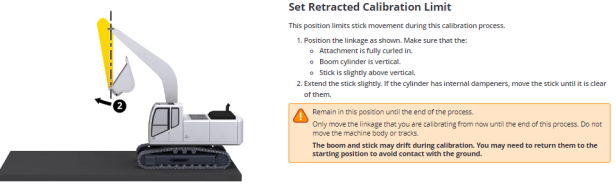 Set Retracted Calibration Limit
This position limits stick movement during this calibration process.
1. Position the linkage as shown. Make sure that the:
Attachment is fully curled in.
Boom cylinder is vertical.
Stick is slightly above vertical.
2. Extend the stick slightly. If the cylinder has internal dampeners, move the stick until it is clear
of them.
Remain in this position until the end of the process.
Only move the linkage that you are calibrating from now until the end of this process. Do not
move the machine body or tracks.
The boom and stick may drift during calibration. You may need to return them to the
starting position to avoid contact with the ground.
2